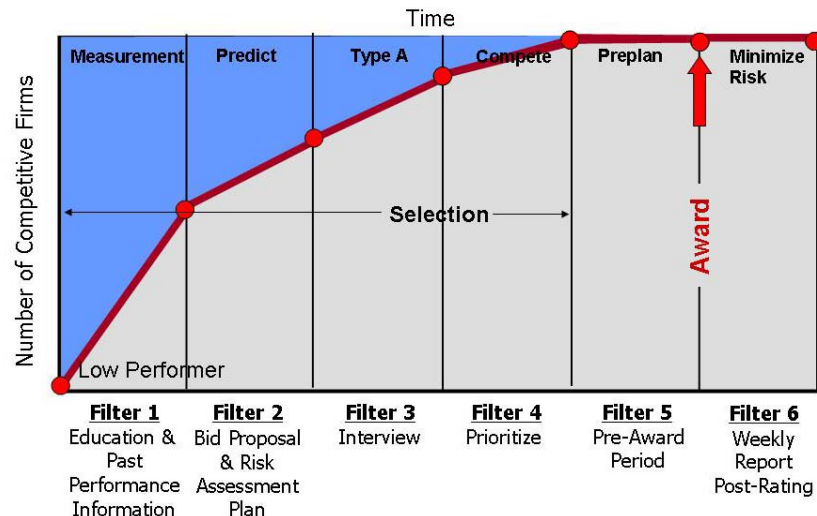 Time
Measurement
Predict
Type A
Compete
Preplan
Minimize
Risk
Number of Competitive Firms
Selection
Award
Low Performer
Filter 1
Education &
Past
Performance
Information
Filter 2
Bid Proposal
& Risk
Assessment
Plan
Filter 3
Interview
Filter 4
Prioritize
Filter 5
Pre-Award
Period
Filter 6
Weekly
Report
Post-Rating